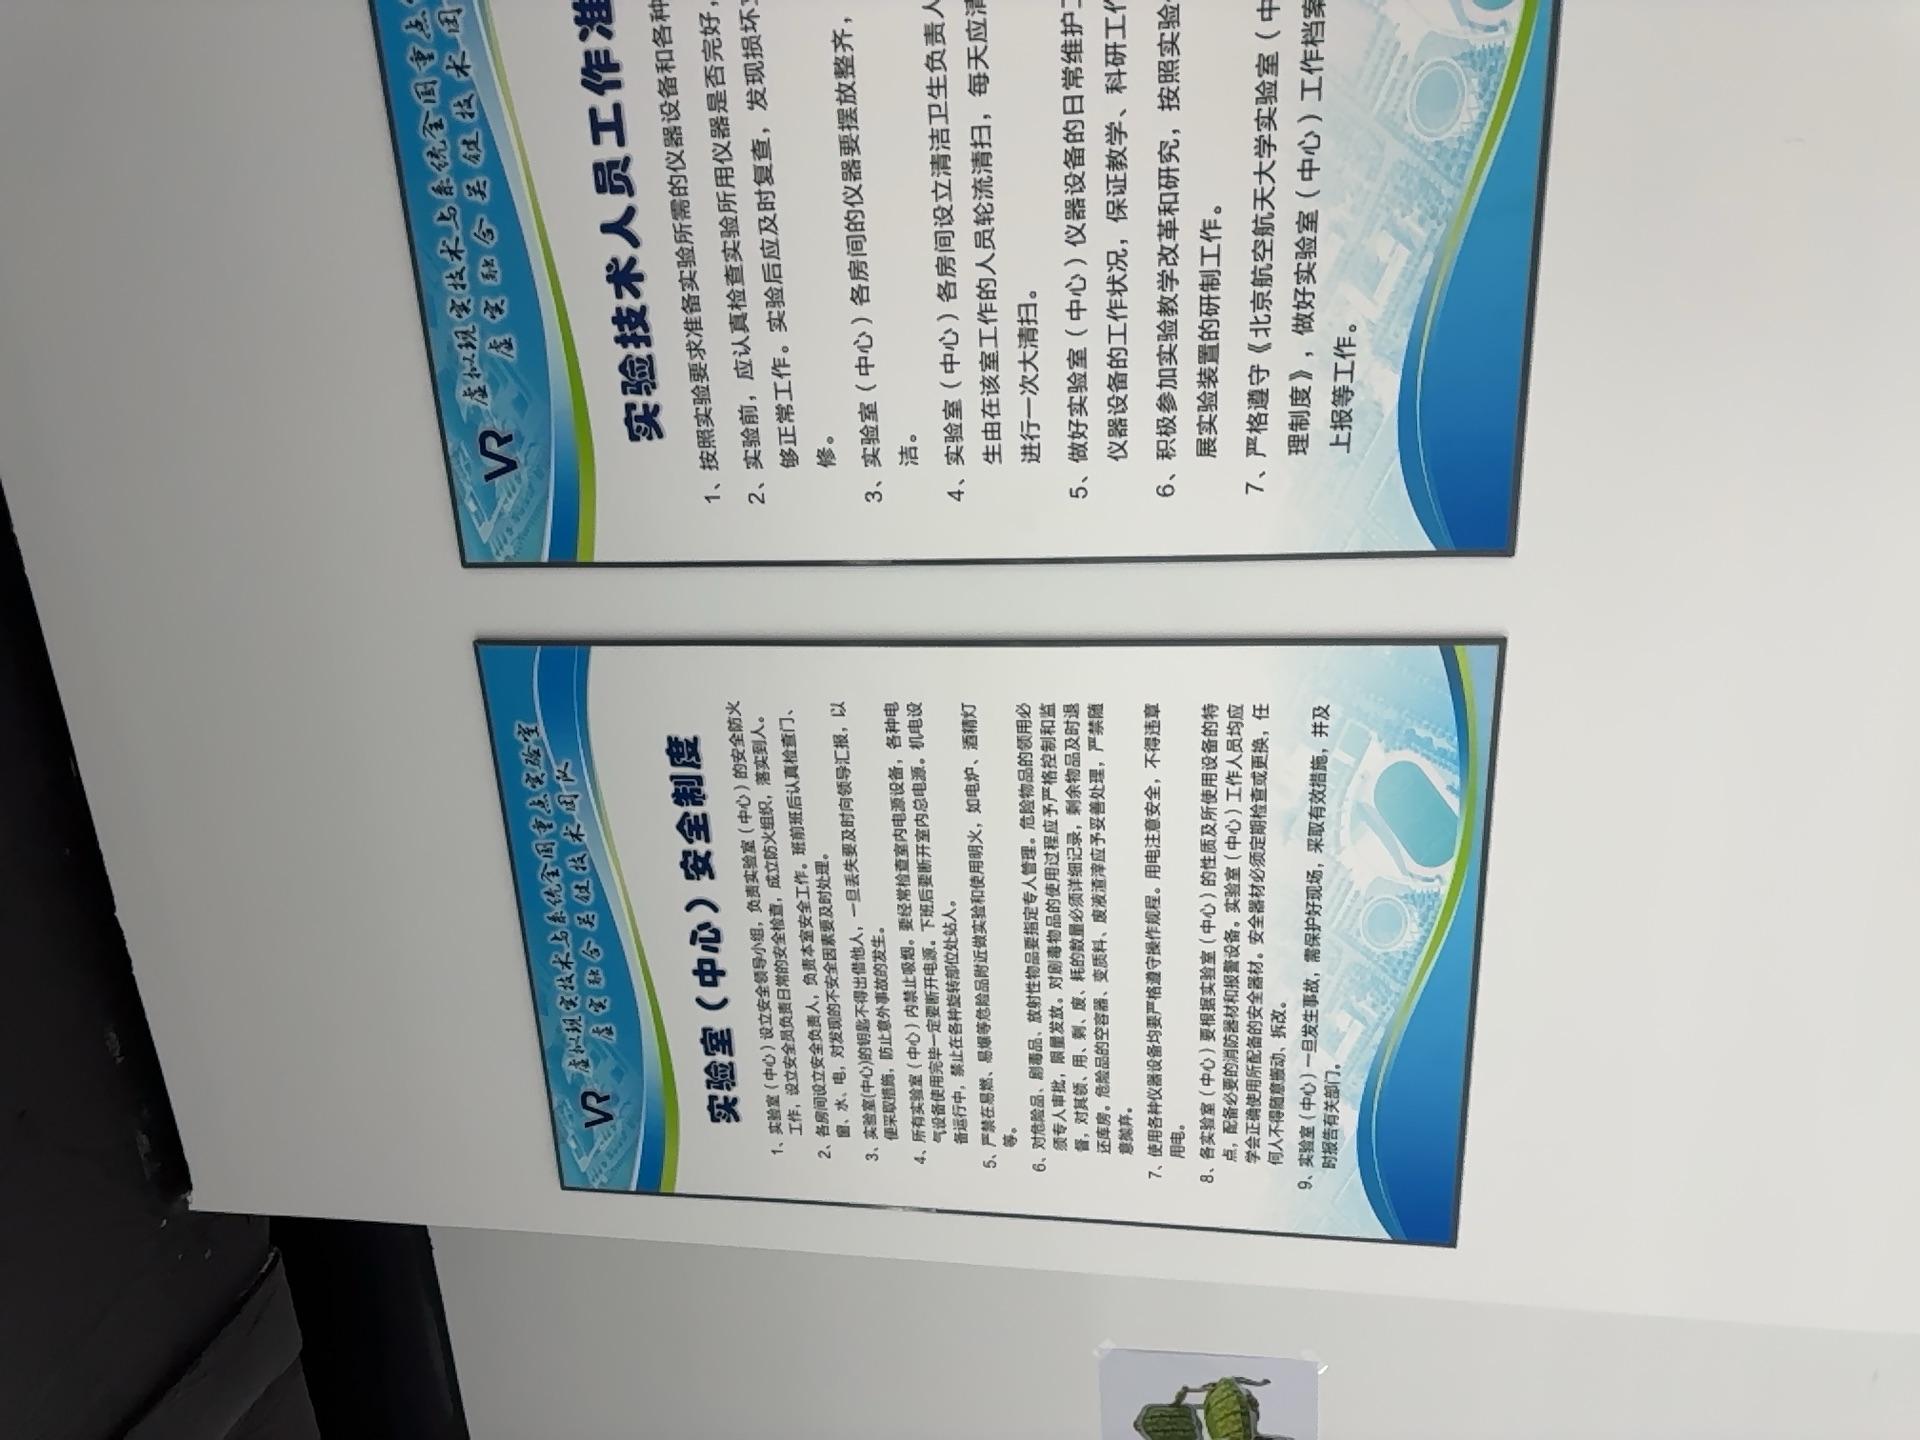 VR
虚拟现实技术与系统全国重点实验室
虚实融合关键技术团队
实验室（中心）安全制度
1、实验室（中心）设立安全领导小组，负责实验室（中心）的安全防火
工作，设立安全员负责日常的安全检查，成立防火组织，落实到人。
2、各房间设立安全负责人，负责本室安全工作。班前班后认真检查门、
窗、水、电，对发现的不安全因素要及时处理。
3、实验室(中心)的钥匙不得出借他人，一旦丢失要及时向领导汇报，以
便采取措施，防止意外事故的发生。
4、所有实验室（中心）内禁止吸烟。要经常检查室内电源设备，各种电
气设备使用完毕一定要断开电源。下班后要断开室内总电源。机电设
备运行中，禁止在各种旋转部位处站人。
5、严禁在易燃、易爆等危险品附近做实验和使用明火，如电炉、酒精灯
等。
6、对危险品、剧毒品、放射性物品要指定专人管理。危险物品的领用必
须专人审批，限量发放。对剧毒物品的使用过程应予严格控制和监
督，对其领、用、剩、废、耗的数量必须详细记录，剩余物品及时退
还库房。危险品的空容器、变质料、废液渣滓应予妥善处理，严禁随
意抛弃。
7、使用各种仪器设备均要严格遵守操作规程。用电注意安全，不得违章
用电。
8、各实验室（中心）要根据实验室（中心）的性质及所使用设备的特
点，配备必要的消防器材和报警设备。实验室（中心）工作人员均应
学会正确使用所配备的安全器材。安全器材必须定期检查或更换，任
何人不得随意搬动、拆改。
9、实验室（中心）一旦发生事故，需保护好现场，采取有效措施，并及
时报告有关部门。
VR
虚拟现实技术与系统全国重点
虚实融合关键技术团
实验技术人员工作准
1、按照实验要求准备实验所需的仪器设备和各种
2、实验前，应认真检查实验所用仪器是否完好，
够正常工作。实验后应及时复查，发现损坏
修。
3、实验室（中心）各房间的仪器要摆放整齐，
洁。
4、实验室（中心）各房间设立清洁卫生负责人
生由在该室工作的人员轮流清扫，每天应清
进行一次大清扫。
5、做好实验室（中心）仪器设备的日常维护工
仪器设备的工作状况，保证教学、科研工作
6、积极参加实验教学改革和研究，按照实验
展实验装置的研制工作。
7、严格遵守《北京航空航天大学实验室（中
理制度》，做好实验室（中心）工作档案
上报等工作。